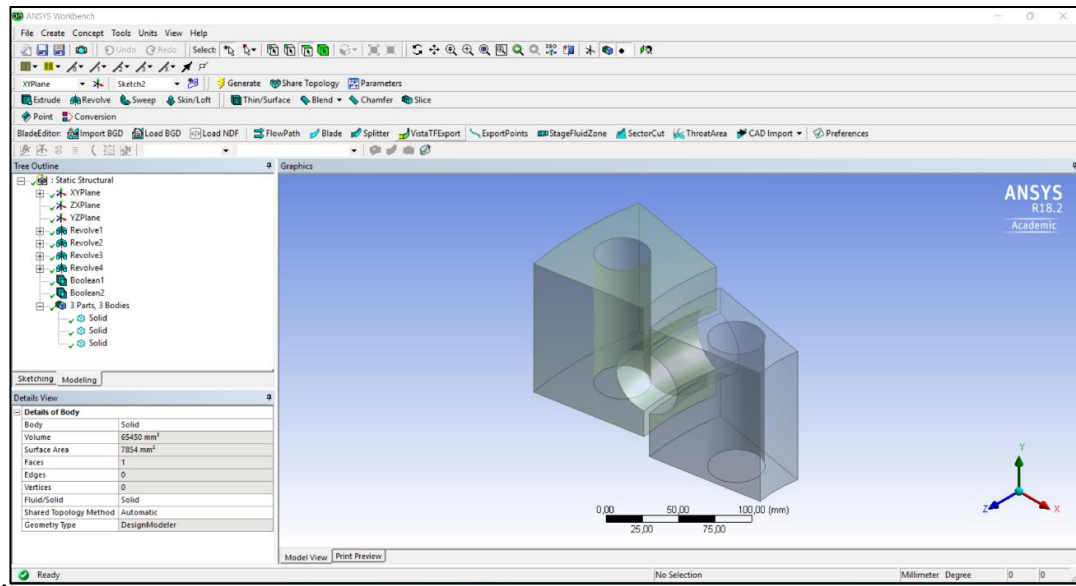 ANSYS Workbench
File Create Concept Tools Units View Help
Undo Redo Select:
XYPlane Sketch2 Generate Share Topology Parameters
Extrude Revolve Sweep Skin/Loft Thin/Surface Blend Chamfer Slice
Point Conversion
BladeEditor: Import BGD Load BGD Load NDF FlowPath Blade Splitter VistaTFExport ExportPoints StageFluidZone SectorCut ThroatArea CAD Import Preferences
Tree Outline
: Static Structural
XYPlane
ZXPlane
YZPlane
Revolve1
Revolve2
Revolve3
Revolve4
Boolean1
Boolean2
3 Parts, 3 Bodies
Solid
Solid
Solid
Sketching Modeling
Details View
Details of Body
Body Solid
Volume 65450 mm³
Surface Area 7854 mm²
Faces 1
Edges 0
Vertices 0
Fluid/Solid Solid
Shared Topology Method Automatic
Geometry Type DesignModeler
Graphics
ANSYS
R18.2
Academic
0,00 50,00 100,00 (mm)
25,00 75,00
Y
Z X
Model View Print Preview
Ready No Selection Millimeter Degree 0 0